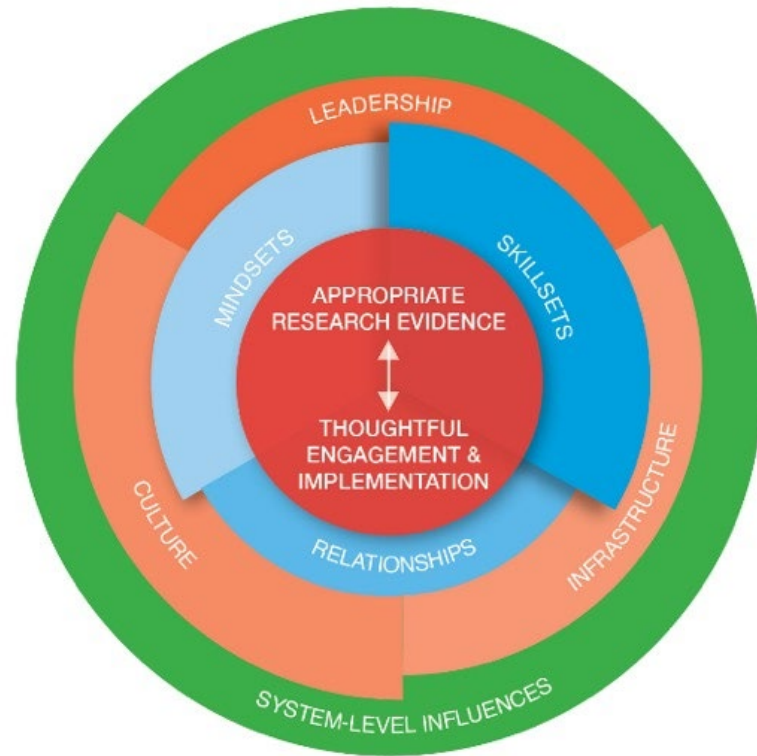 LEADERSHIP
MINDSETS
SKILLSETS
APPROPRIATE
RESEARCH EVIDENCE
THOUGHTFUL
ENGAGEMENT &
IMPLEMENTATION
RELATIONSHIPS
CULTURE
INFRASTRUCTURE
SYSTEM-LEVEL INFLUENCES